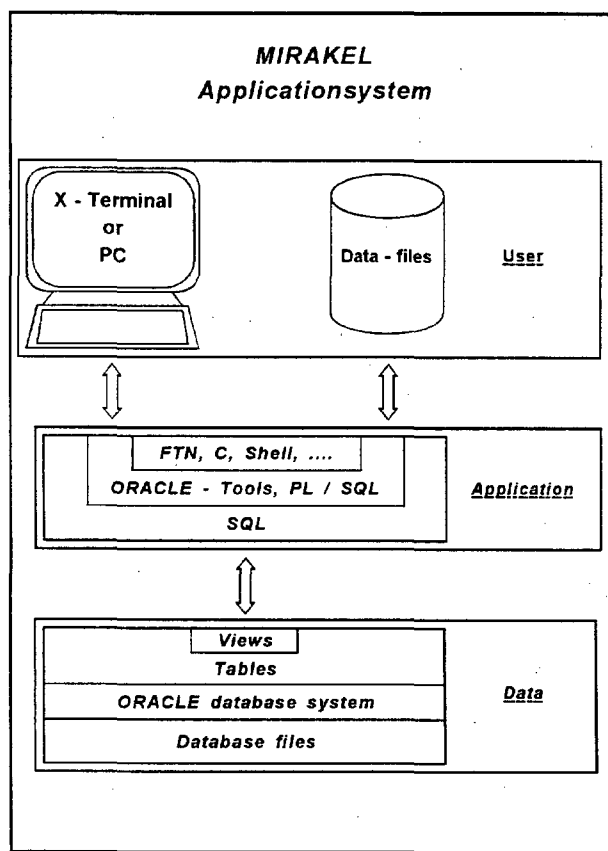 MIRAKEL
Applicationsystem
X - Terminal
or
PC
Data - files
User
FTN, C, Shell, ....
ORACLE - Tools, PL / SQL
SQL
Application
Views
Tables
ORACLE database system
Database files
Data